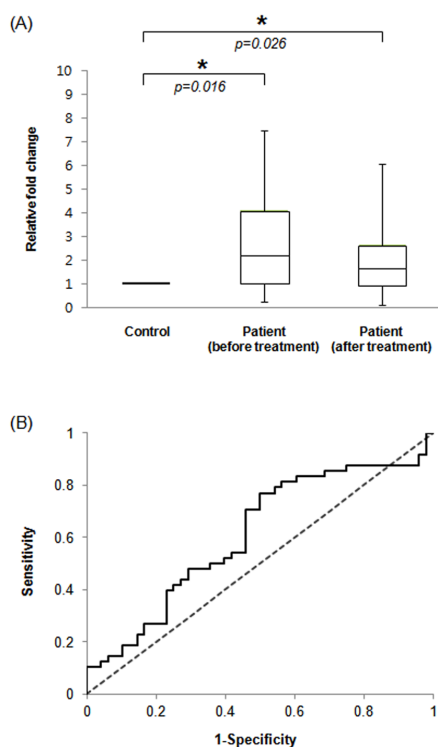 (A)
*
p=0.026
*
p=0.016
10
9
8
7
6
5
4
3
2
1
0
Relative fold change
Control
Patient
(before treatment)
Patient
(after treatment)
(B)
1
0.8
0.6
0.4
0.2
0
Sensitivity
0 0.2 0.4 0.6 0.8 1
1-Specificity